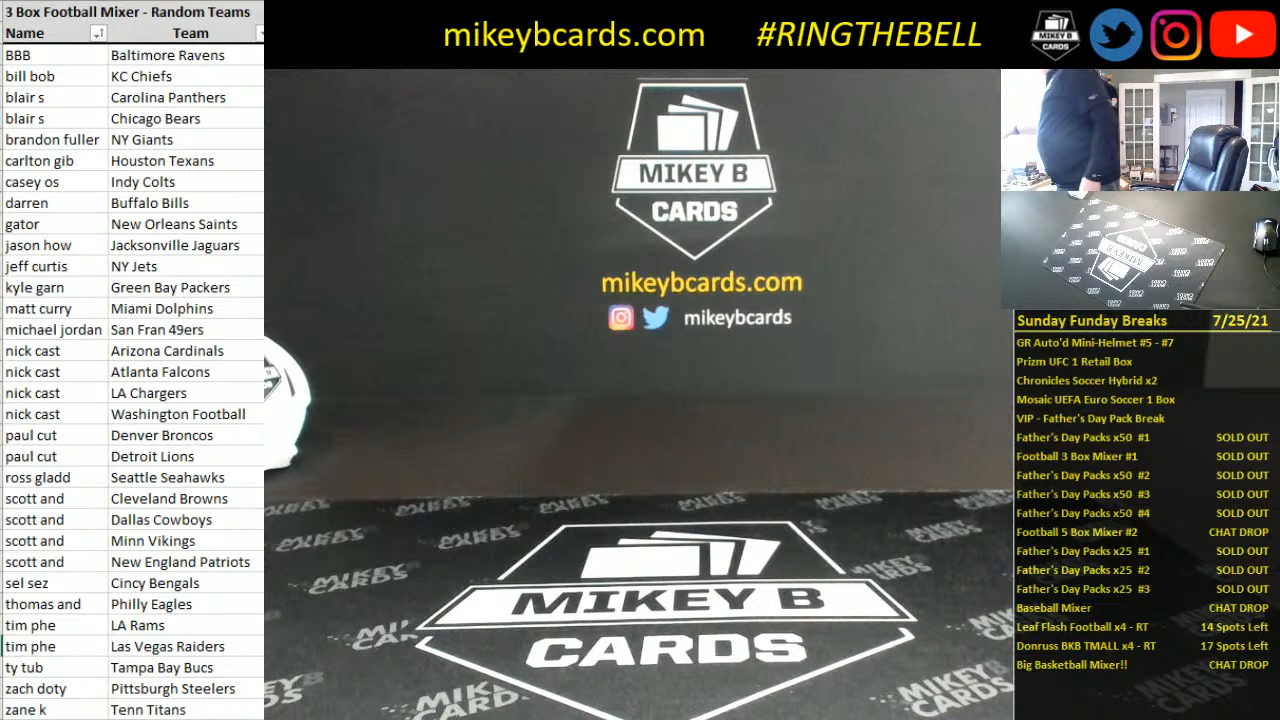 3 Box Football Mixer - Random Teams
Name Team
BBB Baltimore Ravens
bill bob KC Chiefs
blair s Carolina Panthers
blair s Chicago Bears
brandon fuller NY Giants
carlton gib Houston Texans
casey os Indy Colts
darren Buffalo Bills
gator New Orleans Saints
jason how Jacksonville Jaguars
jeff curtis NY Jets
kyle garn Green Bay Packers
matt curry Miami Dolphins
michael jordan San Fran 49ers
nick cast Arizona Cardinals
nick cast Atlanta Falcons
nick cast LA Chargers
nick cast Washington Football
paul cut Denver Broncos
paul cut Detroit Lions
ross gladd Seattle Seahawks
scott and Cleveland Browns
scott and Dallas Cowboys
scott and Minn Vikings
scott and New England Patriots
sel sez Cincy Bengals
thomas and Philly Eagles
tim phe LA Rams
tim phe Las Vegas Raiders
ty tub Tampa Bay Bucs
zach doty Pittsburgh Steelers
zane k Tenn Titans
mikeybcards.com #RINGTHEBELL
MIKEY B
CARDS
MIKEY B
CARDS
mikeybcards.com
mikeybcards
MIKEY B
CARDS
Sunday Funday Breaks 7/25/21
GR Auto'd Mini-Helmet #5 - #7
Prizm UFC 1 Retail Box
Chronicles Soccer Hybrid x2
Mosaic UEFA Euro Soccer 1 Box
VIP - Father's Day Pack Break
Father's Day Packs x50 #1 SOLD OUT
Football 3 Box Mixer #1 SOLD OUT
Father's Day Packs x50 #2 SOLD OUT
Father's Day Packs x50 #3 SOLD OUT
Father's Day Packs x50 #4 SOLD OUT
Football 5 Box Mixer #2 CHAT DROP
Father's Day Packs x25 #1 SOLD OUT
Father's Day Packs x25 #2 SOLD OUT
Father's Day Packs x25 #3 SOLD OUT
Baseball Mixer CHAT DROP
Leaf Flash Football x4 - RT 14 Spots Left
Donruss BKB TMALL x4 - RT 17 Spots Left
Big Basketball Mixer!! CHAT DROP